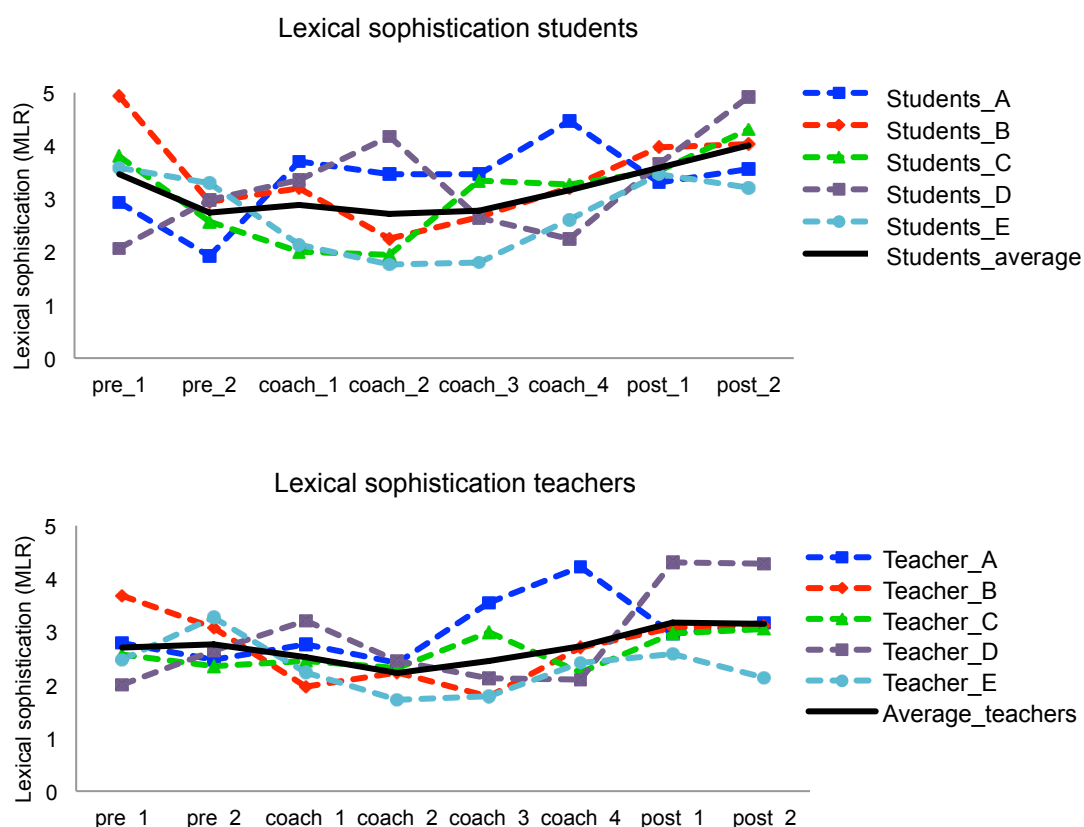 Lexical sophistication students
Lexical sophistication (MLR)
5
4
3
2
1
0
pre_1 pre_2 coach_1 coach_2 coach_3 coach_4 post_1 post_2
Students_A
Students_B
Students_C
Students_D
Students_E
Students_average
Lexical sophistication teachers
Lexical sophistication (MLR)
5
4
3
2
1
0
pre_1 pre_2 coach_1 coach_2 coach_3 coach_4 post_1 post_2
Teacher_A
Teacher_B
Teacher_C
Teacher_D
Teacher_E
Average_teachers